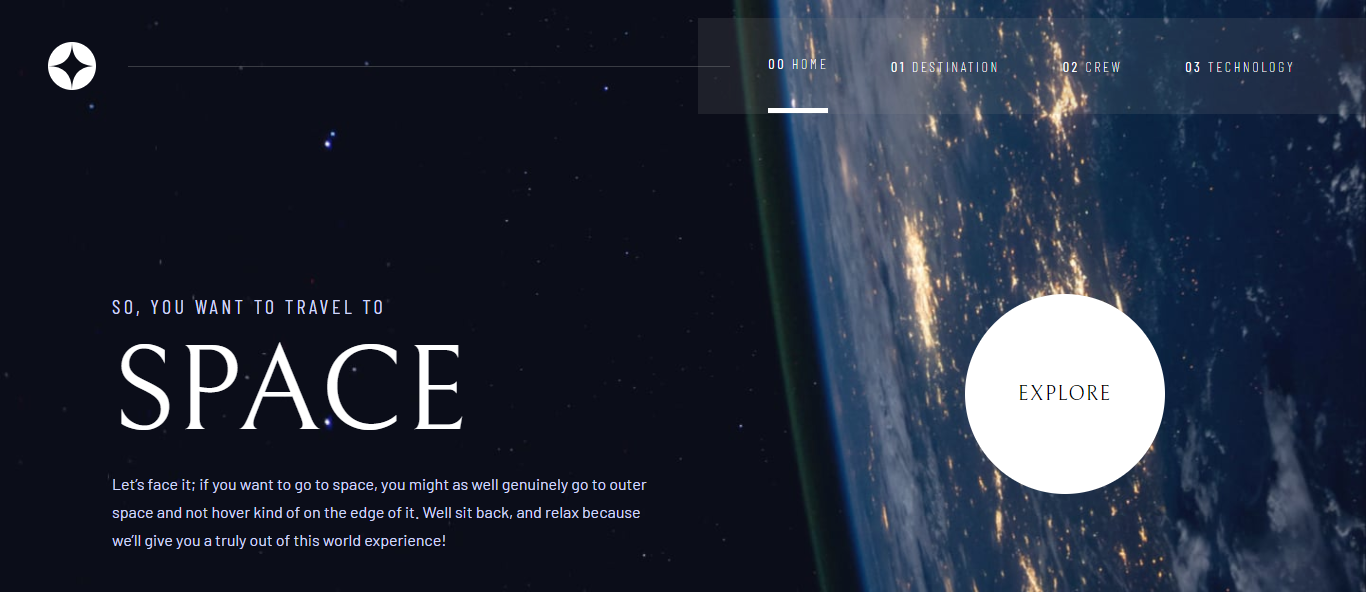 00 HOME
01 DESTINATION
02 CREW
03 TECHNOLOGY
SO, YOU WANT TO TRAVEL TO
SPACE
Let’s face it; if you want to go to space, you might as well genuinely go to outer
space and not hover kind of on the edge of it. Well sit back, and relax because
we’ll give you a truly out of this world experience!
EXPLORE